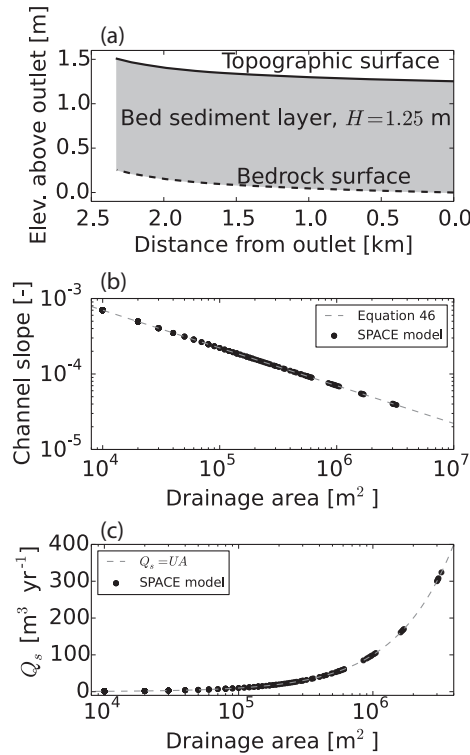 (a)
Elev. above outlet [m]
1.5
1.0
0.5
0.0
Topographic surface
Bed sediment layer, H=1.25 m
Bedrock surface
2.5 2.0 1.5 1.0 0.5 0.0
Distance from outlet [km]
(b)
Channel slope [-]
10⁻³
10⁻⁴
10⁻⁵
Equation 46
SPACE model
10⁴ 10⁵ 10⁶ 10⁷
Drainage area [m²]
(c)
Qₛ [m³ yr⁻¹]
400
300
200
100
0
Qₛ=UA
SPACE model
10⁴ 10⁵ 10⁶
Drainage area [m²]